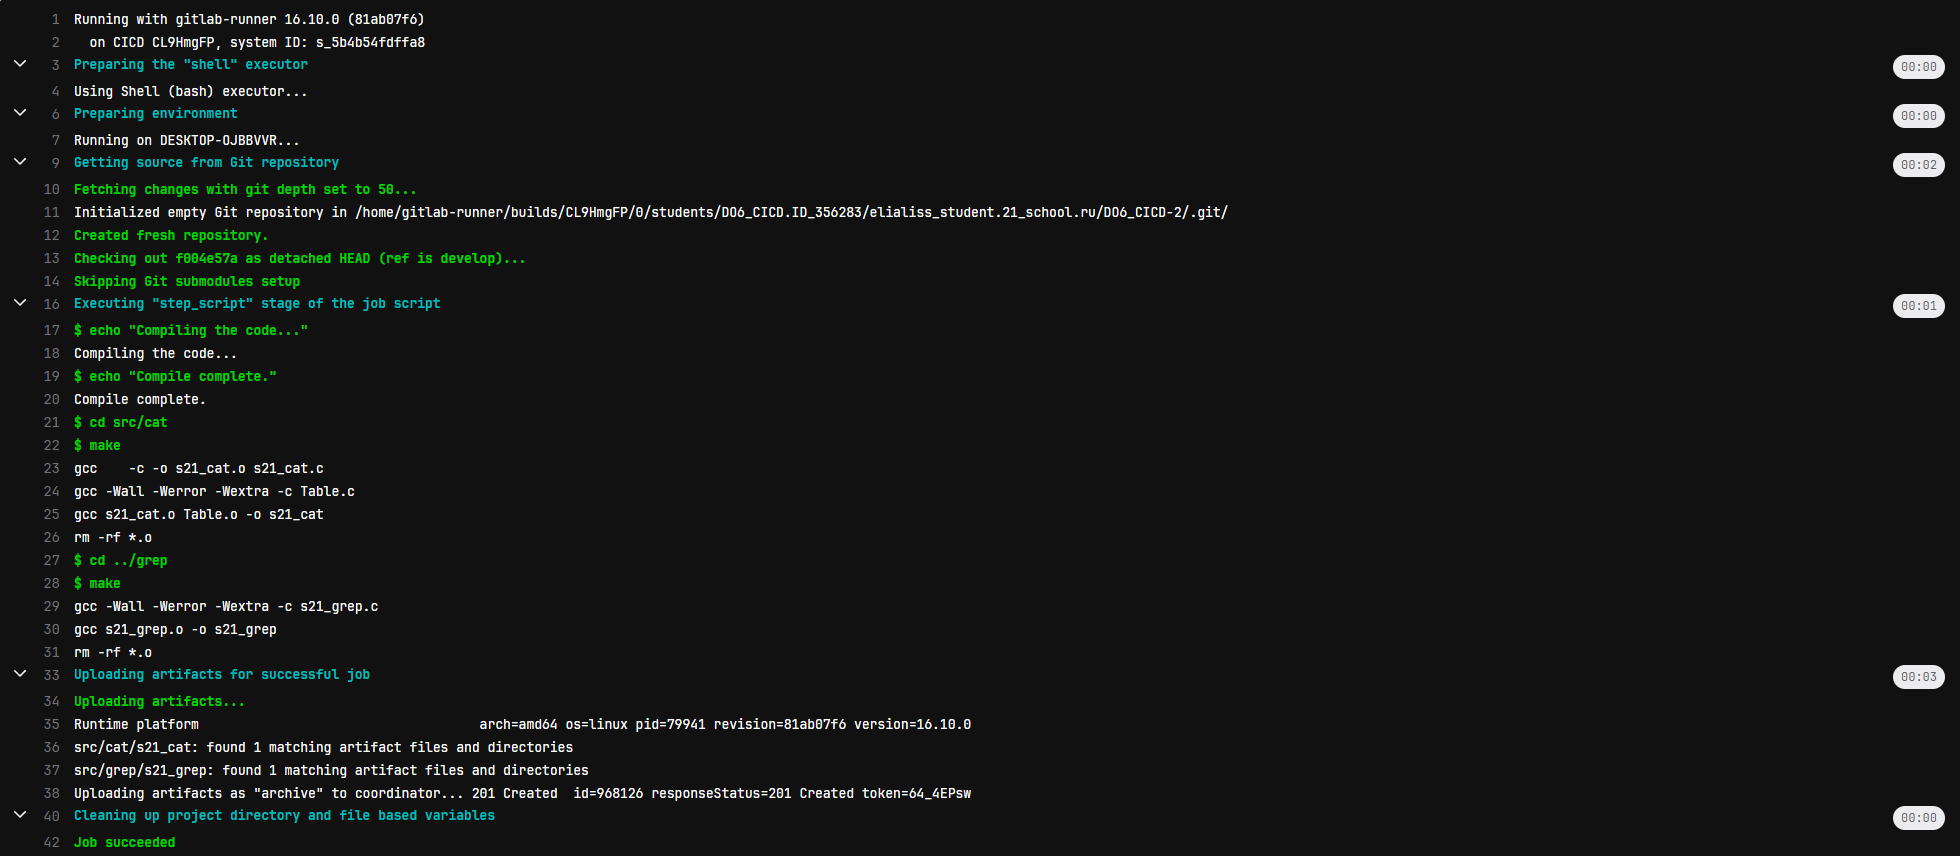 1 Running with gitlab-runner 16.10.0 (81ab07f6)
2 on CICD CL9HmgFP, system ID: s_5b4b54fdffa8
3 Preparing the "shell" executor 00:00
4 Using Shell (bash) executor...
6 Preparing environment 00:00
7 Running on DESKTOP-OJBBVVR...
9 Getting source from Git repository 00:02
10 Fetching changes with git depth set to 50...
11 Initialized empty Git repository in /home/gitlab-runner/builds/CL9HmgFP/0/students/DO6_CICD.ID_356283/elialiss_student.21_school.ru/DO6_CICD-2/.git/
12 Created fresh repository.
13 Checking out f004e57a as detached HEAD (ref is develop)...
14 Skipping Git submodules setup
16 Executing "step_script" stage of the job script 00:01
17 $ echo "Compiling the code..."
18 Compiling the code...
19 $ echo "Compile complete."
20 Compile complete.
21 $ cd src/cat
22 $ make
23 gcc    -c -o s21_cat.o s21_cat.c
24 gcc -Wall -Werror -Wextra -c Table.c
25 gcc s21_cat.o Table.o -o s21_cat
26 rm -rf *.o
27 $ cd ../grep
28 $ make
29 gcc -Wall -Werror -Wextra -c s21_grep.c
30 gcc s21_grep.o -o s21_grep
31 rm -rf *.o
33 Uploading artifacts for successful job 00:03
34 Uploading artifacts...
35 Runtime platform                                    arch=amd64 os=linux pid=79941 revision=81ab07f6 version=16.10.0
36 src/cat/s21_cat: found 1 matching artifact files and directories
37 src/grep/s21_grep: found 1 matching artifact files and directories
38 Uploading artifacts as "archive" to coordinator... 201 Created  id=968126 responseStatus=201 Created token=64_4EPsw
40 Cleaning up project directory and file based variables 00:00
42 Job succeeded